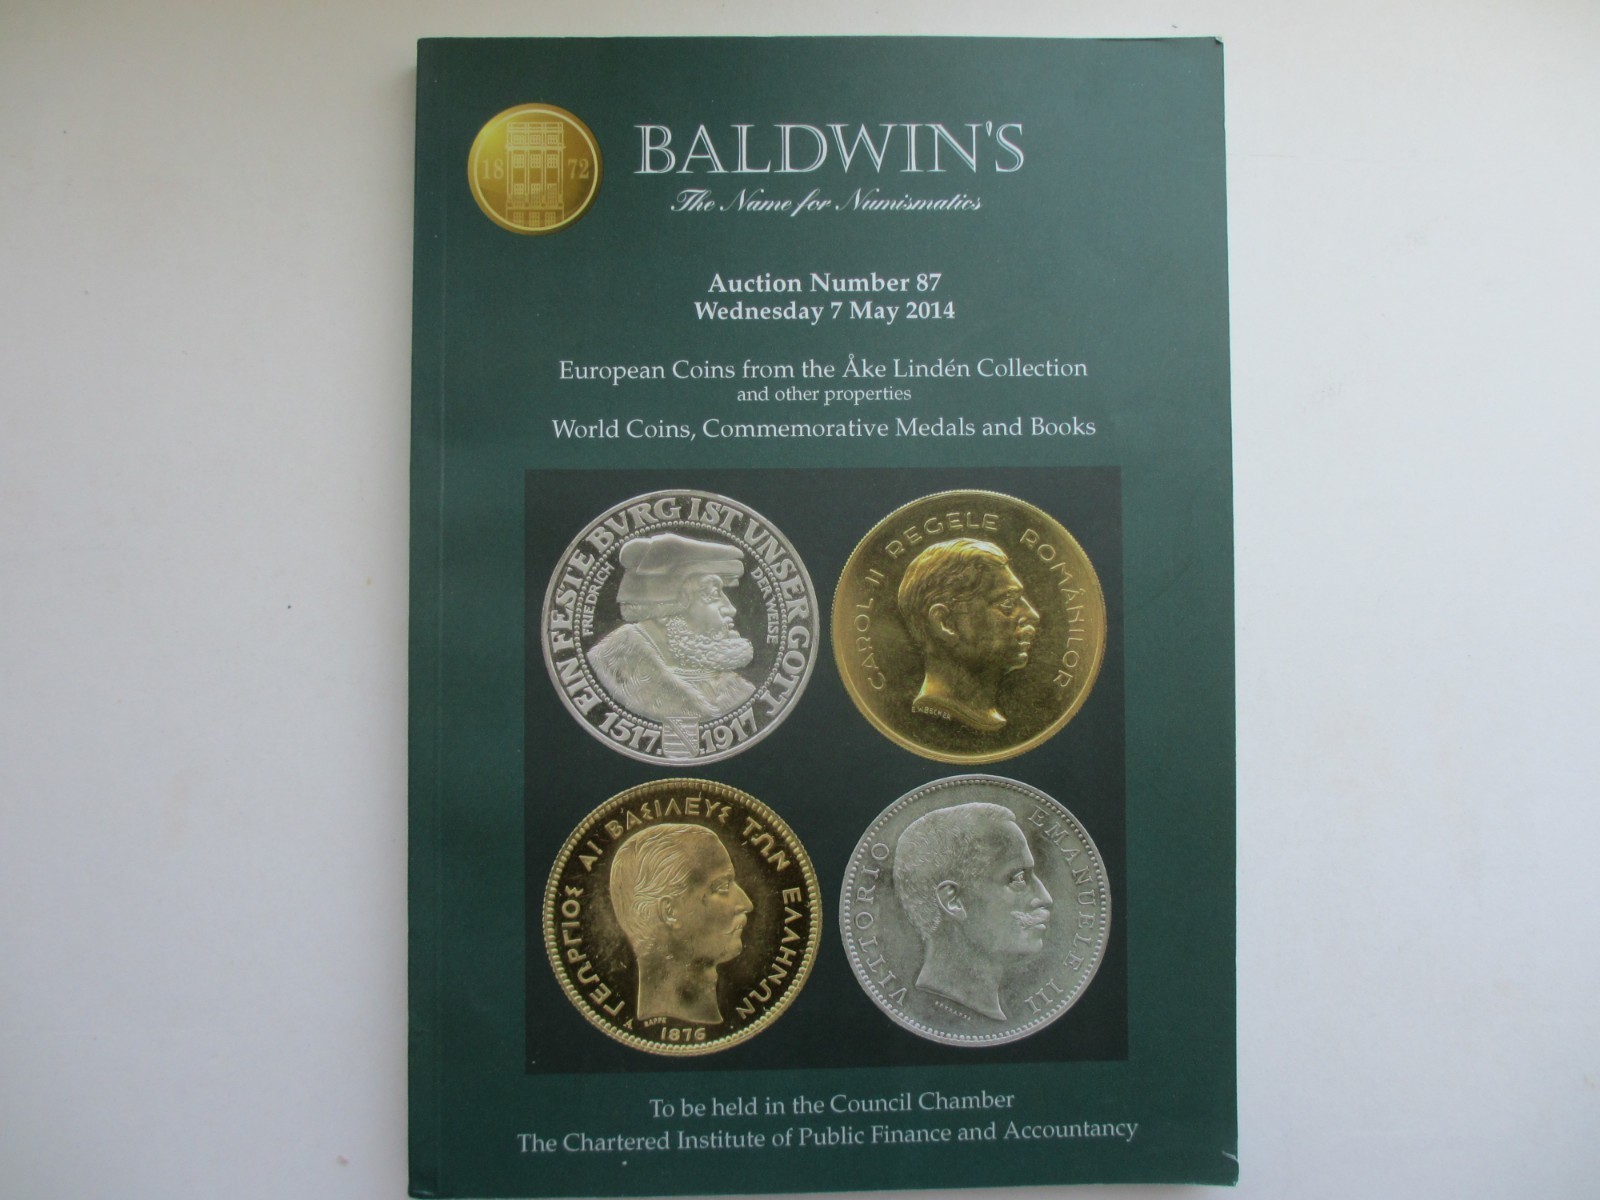 18 72
BALDWIN'S
The Name for Numismatics
Auction Number 87
Wednesday 7 May 2014
European Coins from the Åke Lindén Collection
and other properties
World Coins, Commemorative Medals and Books
EIN FESTE BVRG IST VNSER GOTT
FRIEDRICH DER WEISE
1517. .1917
CAROL II REGELE ROMÂNILOR
E.W.BECKER
ΓΕΩΡΓΙΟΣ Α! ΒΑΣΙΛΕΥΣ ΤΩΝ ΕΛΛΗΝΩΝ
BARRE
1876
VITTORIO EMANUELE III
To be held in the Council Chamber
The Chartered Institute of Public Finance and Accountancy